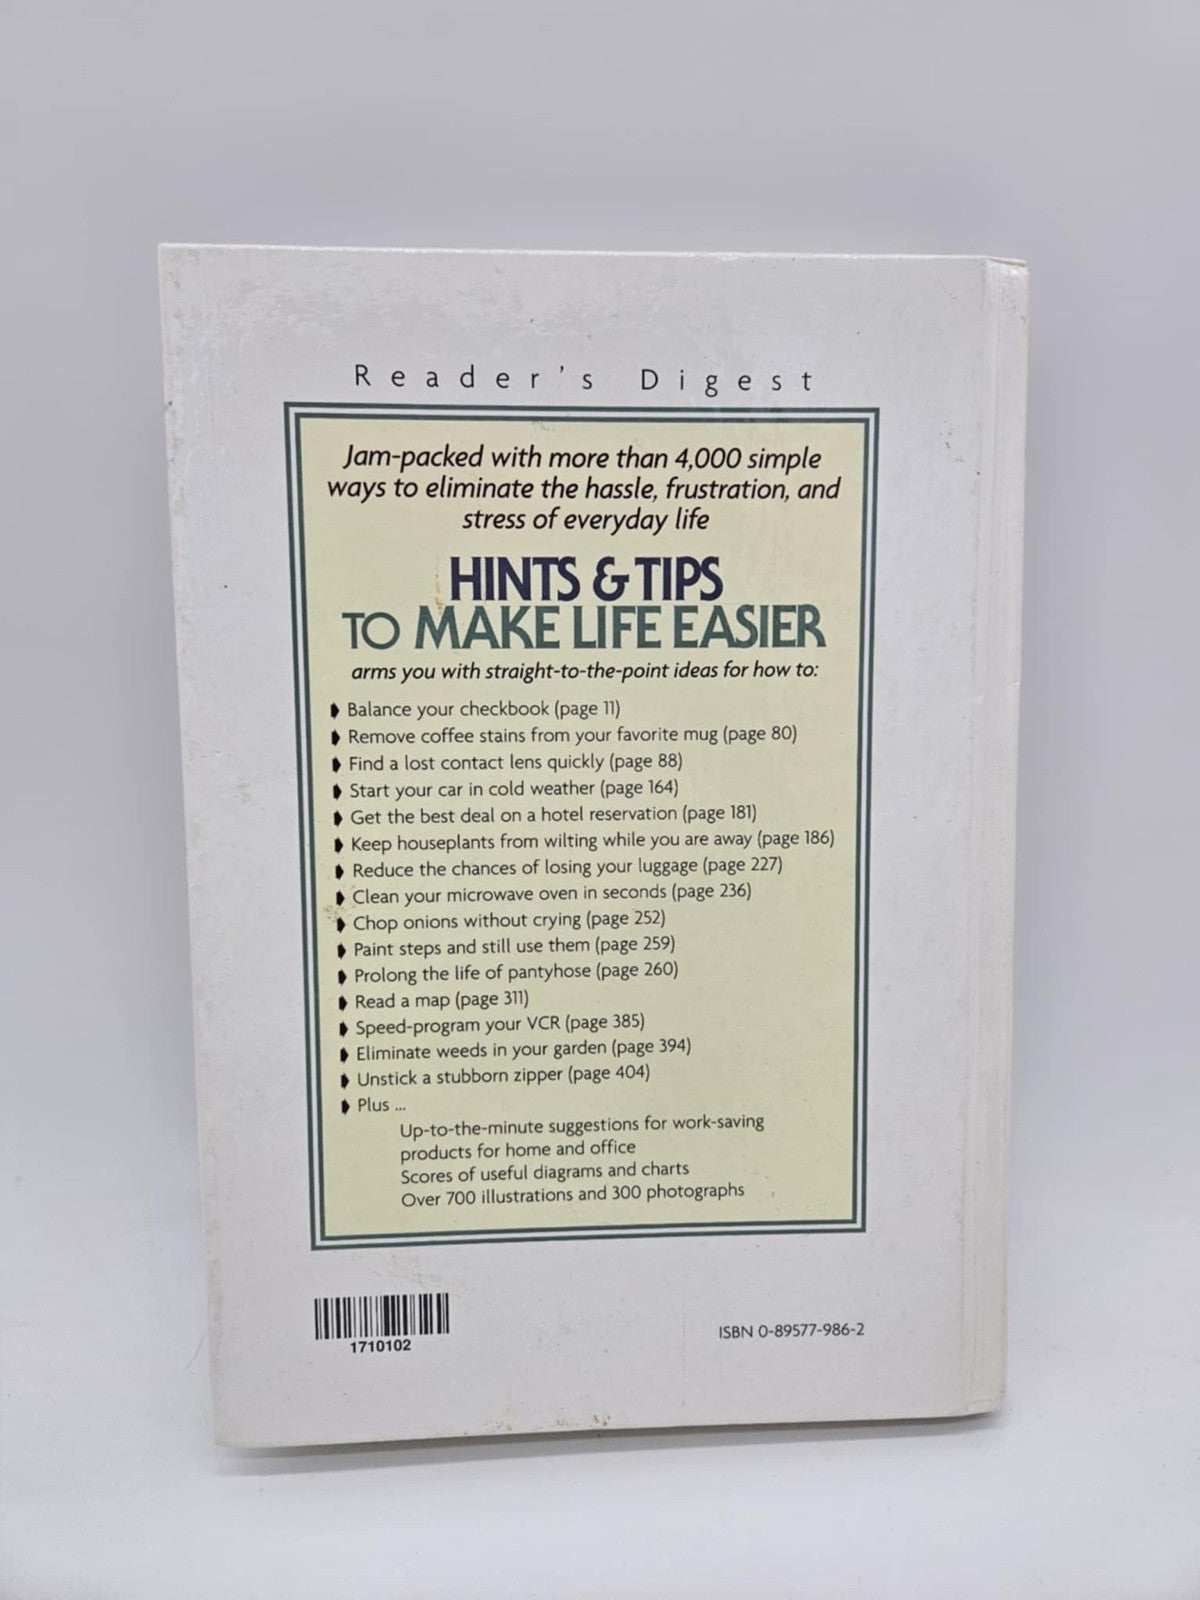 Reader's Digest
Jam-packed with more than 4,000 simple
ways to eliminate the hassle, frustration, and
stress of everyday life
HINTS & TIPS
TO MAKE LIFE EASIER
arms you with straight-to-the-point ideas for how to:
Balance your checkbook (page 11)
Remove coffee stains from your favorite mug (page 80)
Find a lost contact lens quickly (page 88)
Start your car in cold weather (page 164)
Get the best deal on a hotel reservation (page 181)
Keep houseplants from wilting while you are away (page 186)
Reduce the chances of losing your luggage (page 227)
Clean your microwave oven in seconds (page 236)
Chop onions without crying (page 252)
Paint steps and still use them (page 259)
Prolong the life of pantyhose (page 260)
Read a map (page 311)
Speed-program your VCR (page 385)
Eliminate weeds in your garden (page 394)
Unstick a stubborn zipper (page 404)
Plus ...
Up-to-the-minute suggestions for work-saving
products for home and office
Scores of useful diagrams and charts
Over 700 illustrations and 300 photographs
1710102
ISBN 0-89577-986-2